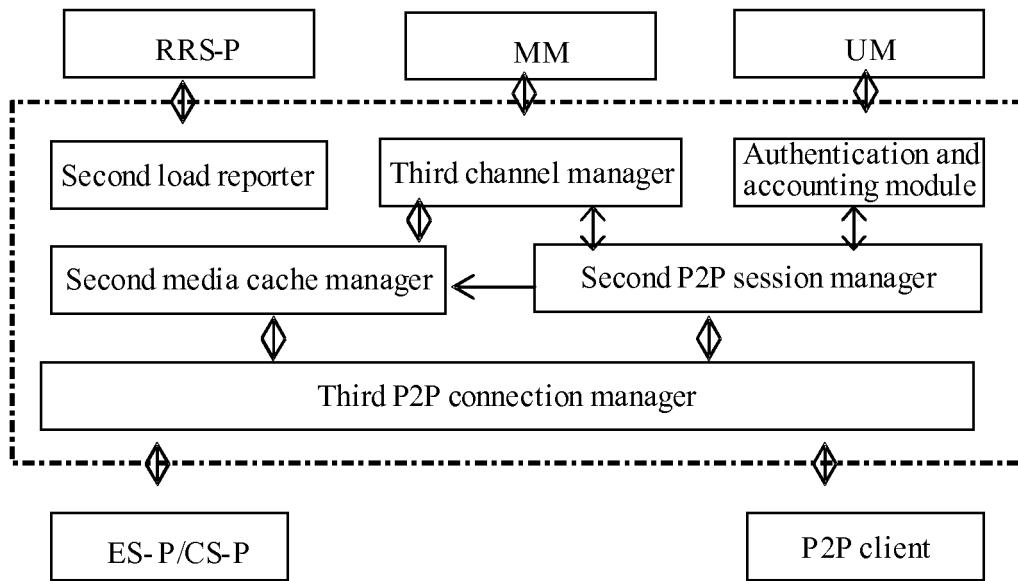 RRS-P
MM
UM
Second load reporter
Third channel manager
Authentication and
accounting module
Second media cache manager
Second P2P session manager
Third P2P connection manager
ES- P/CS-P
P2P client